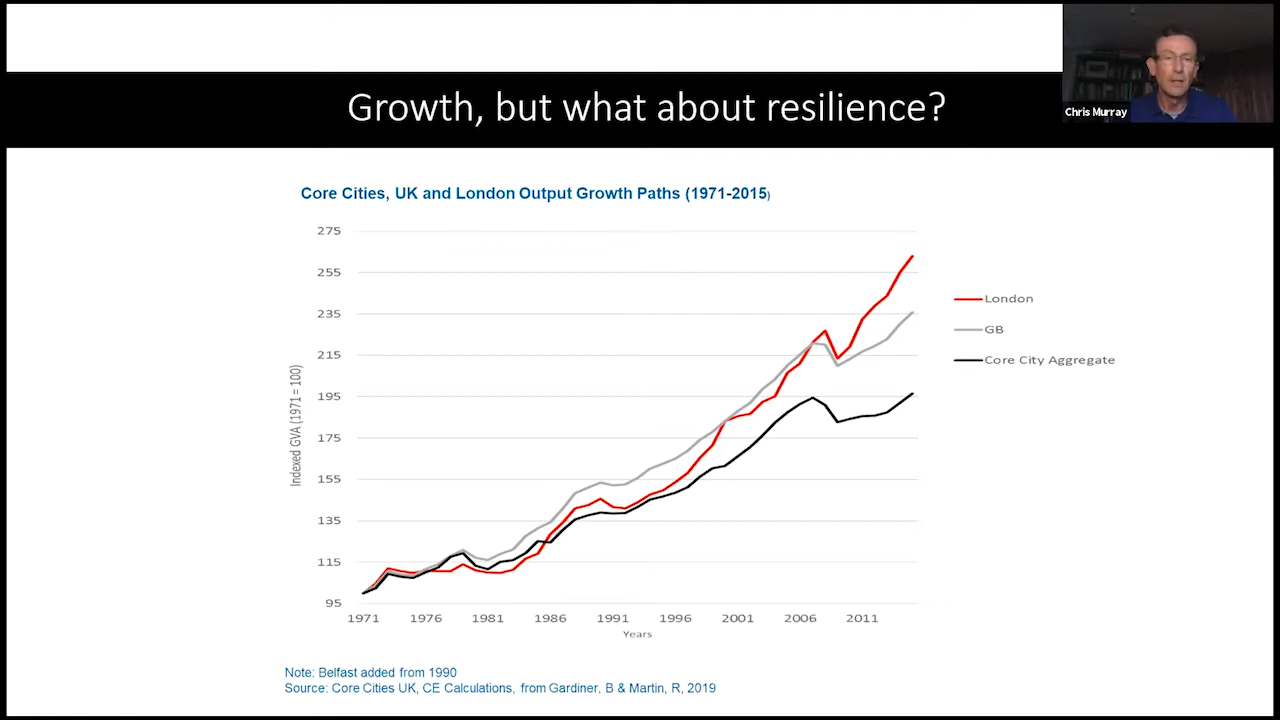 Growth, but what about resilience?
Chris Murray
Core Cities, UK and London Output Growth Paths (1971-2015)
275
255
235
215
195
175
155
135
115
95
Indexed GVA (1971 = 100)
1971 1976 1981 1986 1991 1996 2001 2006 2011
Years
London
GB
Core City Aggregate
Note: Belfast added from 1990
Source: Core Cities UK, CE Calculations, from Gardiner, B & Martin, R, 2019